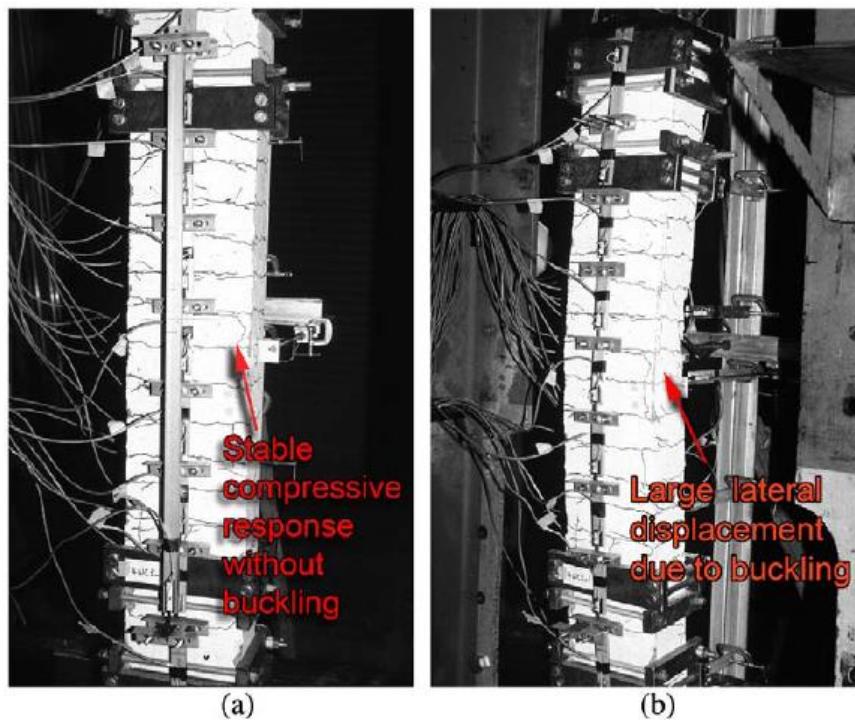 Stable
compressive
response
without
buckling
Large lateral
displacement
due to buckling
(a)
(b)